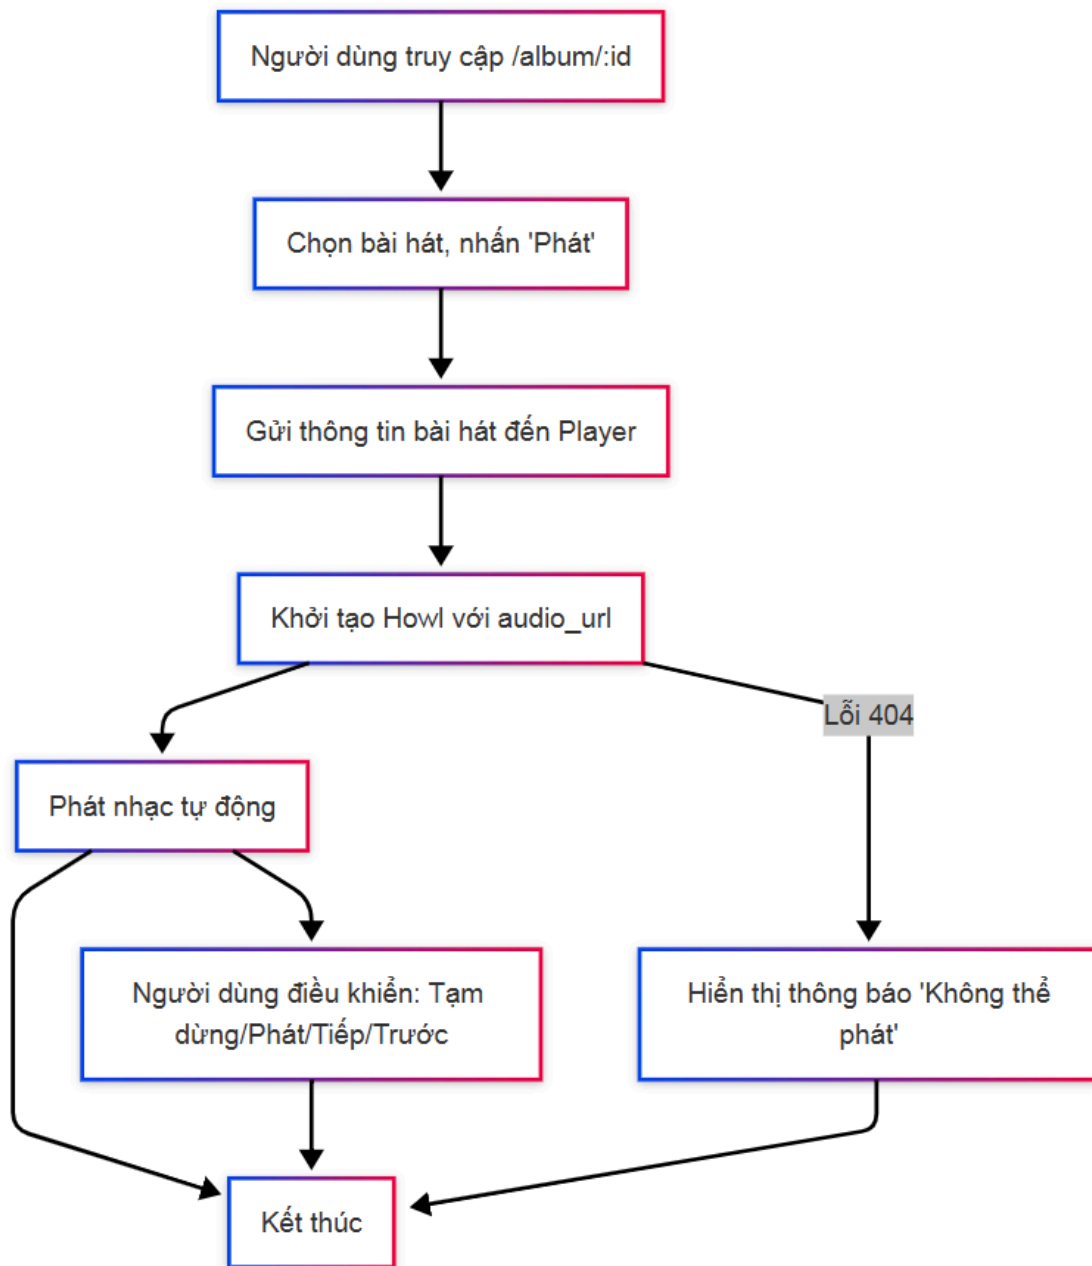 Người dùng truy cập /album/:id
Chọn bài hát, nhấn 'Phát'
Gửi thông tin bài hát đến Player
Khởi tạo Howl với audio_url
Lỗi 404
Phát nhạc tự động
Người dùng điều khiển: Tạm
dừng/Phát/Tiếp/Trước
Hiển thị thông báo 'Không thể
phát'
Kết thúc